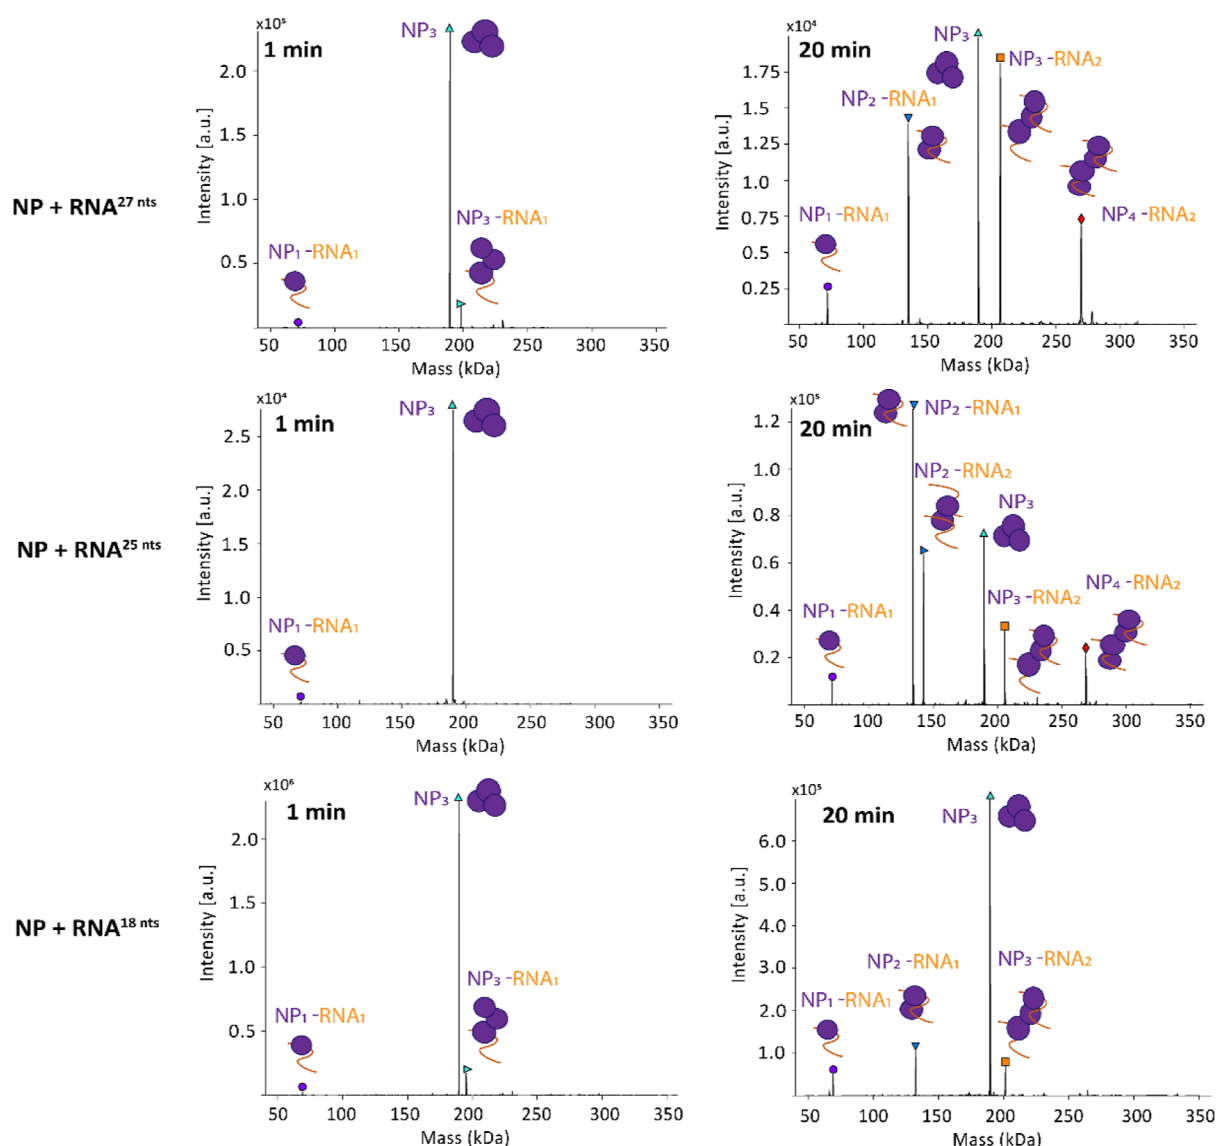 NP + RNA²⁷ ⁿᵗˢ
x10⁵
1 min
NP₃
2.0
1.5
1.0
0.5
Intensity [a.u.]
NP₁ -RNA₁
NP₃ -RNA₁
50 100 150 200 250 300 350
Mass (kDa)
x10⁴
20 min
NP₃
NP₃ -RNA₂
NP₂ -RNA₁
NP₁ -RNA₁
NP₄ -RNA₂
1.75
1.5
1.25
1.0
0.75
0.5
0.25
Intensity [a.u.]
50 100 150 200 250 300 350
Mass (kDa)
NP + RNA²⁵ ⁿᵗˢ
x10⁴
1 min
NP₃
2.5
2.0
1.5
1.0
0.5
Intensity [a.u.]
NP₁ -RNA₁
50 100 150 200 250 300 350
Mass (kDa)
x10⁵
20 min
NP₂ -RNA₁
NP₂ -RNA₂
NP₃
NP₁ -RNA₁
NP₃ -RNA₂
NP₄ -RNA₂
1.2
1.0
0.8
0.6
0.4
0.2
Intensity [a.u.]
50 100 150 200 250 300 350
Mass (kDa)
NP + RNA¹⁸ ⁿᵗˢ
x10⁶
1 min
NP₃
2.0
1.5
1.0
0.5
Intensity [a.u.]
NP₁ -RNA₁
NP₃ -RNA₁
50 100 150 200 250 300 350
Mass (kDa)
x10⁵
20 min
NP₃
NP₂ -RNA₁
NP₃ -RNA₂
NP₁ -RNA₁
6.0
5.0
4.0
3.0
2.0
1.0
Intensity [a.u.]
50 100 150 200 250 300 350
Mass (kDa)